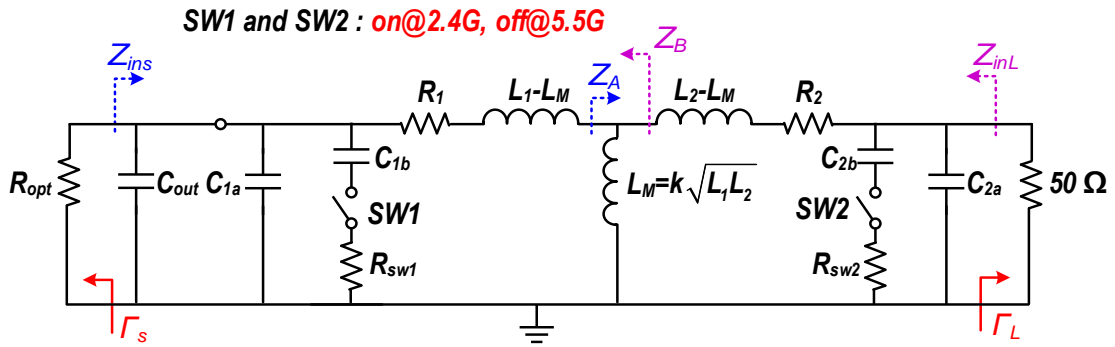 SW1 and SW2 : on@2.4G, off@5.5G
Z_ins
Z_A
Z_B
Z_inL
R_1
L_1-L_M
L_2-L_M
R_2
R_opt
C_out
C_1a
C_1b
SW1
R_sw1
L_M=k√L_1L_2
C_2b
SW2
R_sw2
C_2a
50 Ω
Γ_s
Γ_L